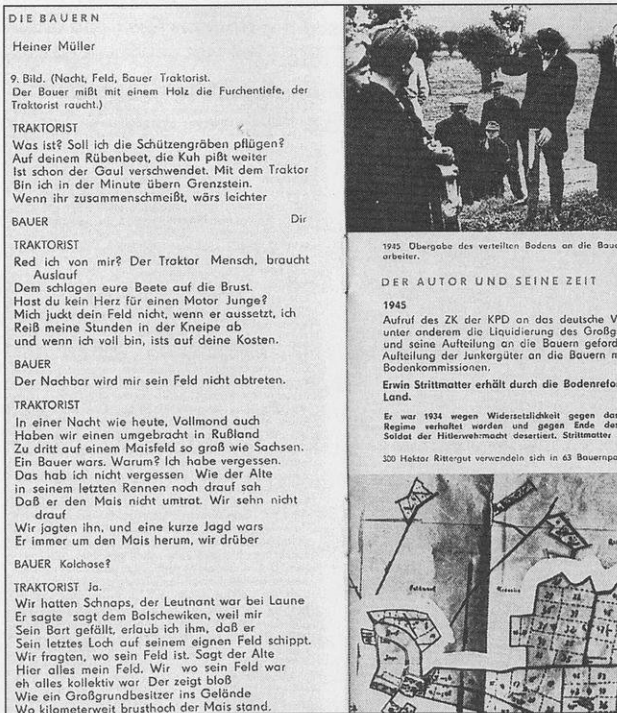 DIE BAUERN
Heiner Müller
9. Bild. (Nacht, Feld, Bauer Traktorist.
Der Bauer mißt mit einem Holz die Furchentiefe, der
Traktorist raucht.)
TRAKTORIST
Was ist? Soll ich die Schützengräben pflügen?
Auf deinem Rübenbeet, die Kuh pißt weiter
Ist schon der Gaul verschwendet. Mit dem Traktor
Bin ich in der Minute übern Grenzstein.
Wenn ihr zusammenschmeißt, wärs leichter
BAUER Dir
TRAKTORIST
Red ich von mir? Der Traktor Mensch, braucht
Auslauf
Dem schlagen eure Beete auf die Brust.
Hast du kein Herz für einen Motor Junge?
Mich juckt dein Feld nicht, wenn er aussetzt, ich
Reiß meine Stunden in der Kneipe ab
und wenn ich voll bin, ists auf deine Kosten.
BAUER
Der Nachbar wird mir sein Feld nicht abtreten.
TRAKTORIST
In einer Nacht wie heute, Vollmond auch
Haben wir einen umgebracht in Rußland
Zu dritt auf einem Maisfeld so groß wie Sachsen.
Ein Bauer wars. Warum? Ich habe vergessen.
Das hab ich nicht vergessen Wie der Alte
in seinem letzten Rennen noch drauf sah
Daß er den Mais nicht umtrat. Wir sehn nicht
drauf
Wir jagten ihn, und eine kurze Jagd wars
Er immer um den Mais herum, wir drüber
BAUER Kolchose?
TRAKTORIST Ja.
Wir hatten Schnaps, der Leutnant war bei Laune
Er sagte sagt dem Bolschewiken, weil mir
Sein Bart gefällt, erlaub ich ihm, daß er
Sein letztes Loch auf seinem eignen Feld schippt.
Wir fragten, wo sein Feld ist. Sagt der Alte
Hier alles mein Feld. Wir wo sein Feld war
eh alles kollektiv war Der zeigt bloß
Wie ein Großgrundbesitzer ins Gelände
Wo kilometerweit brusthoch der Mais stand.
1945 Übergabe des verteilten Bodens an die Baue
arbeiter.
DER AUTOR UND SEINE ZEIT
1945
Aufruf des ZK der KPD an das deutsche V
unter anderem die Liquidierung des Großg
und seine Aufteilung an die Bauern geford
Aufteilung der Junkergüter an die Bauern m
Bodenkommissionen.
Erwin Strittmatter erhält durch die Bodenrefo
Land.
Er war 1934 wegen Widersetzlichkeit gegen das
Regime verhaftet worden und gegen Ende des
Soldat der Hitlerwehrmacht desertiert. Strittmatter
300 Hektar Rittergut verwandeln sich in 63 Bauernpa